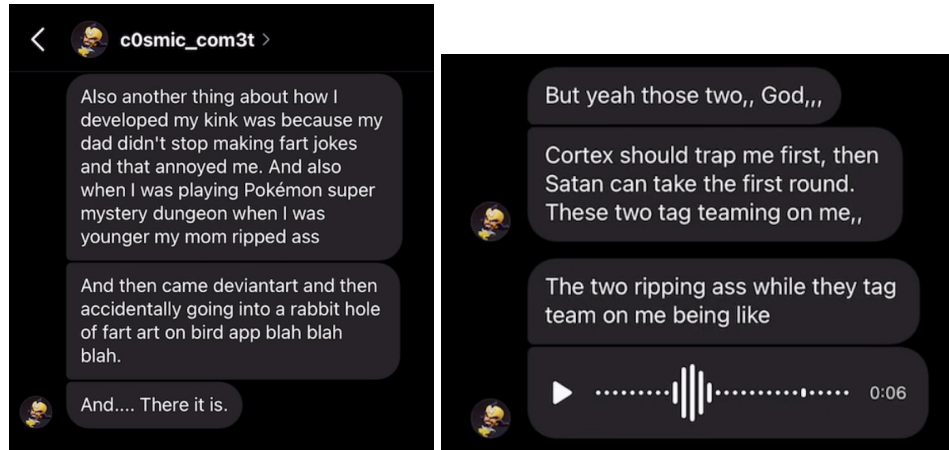 c0smic_com3t >
Also another thing about how I
developed my kink was because my
dad didn't stop making fart jokes
and that annoyed me. And also
when I was playing Pokémon super
mystery dungeon when I was
younger my mom ripped ass
And then came deviantart and then
accidentally going into a rabbit hole
of fart art on bird app blah blah
blah.
And.... There it is.
But yeah those two,, God,,,
Cortex should trap me first, then
Satan can take the first round.
These two tag teaming on me,,
The two ripping ass while they tag
team on me being like
0:06